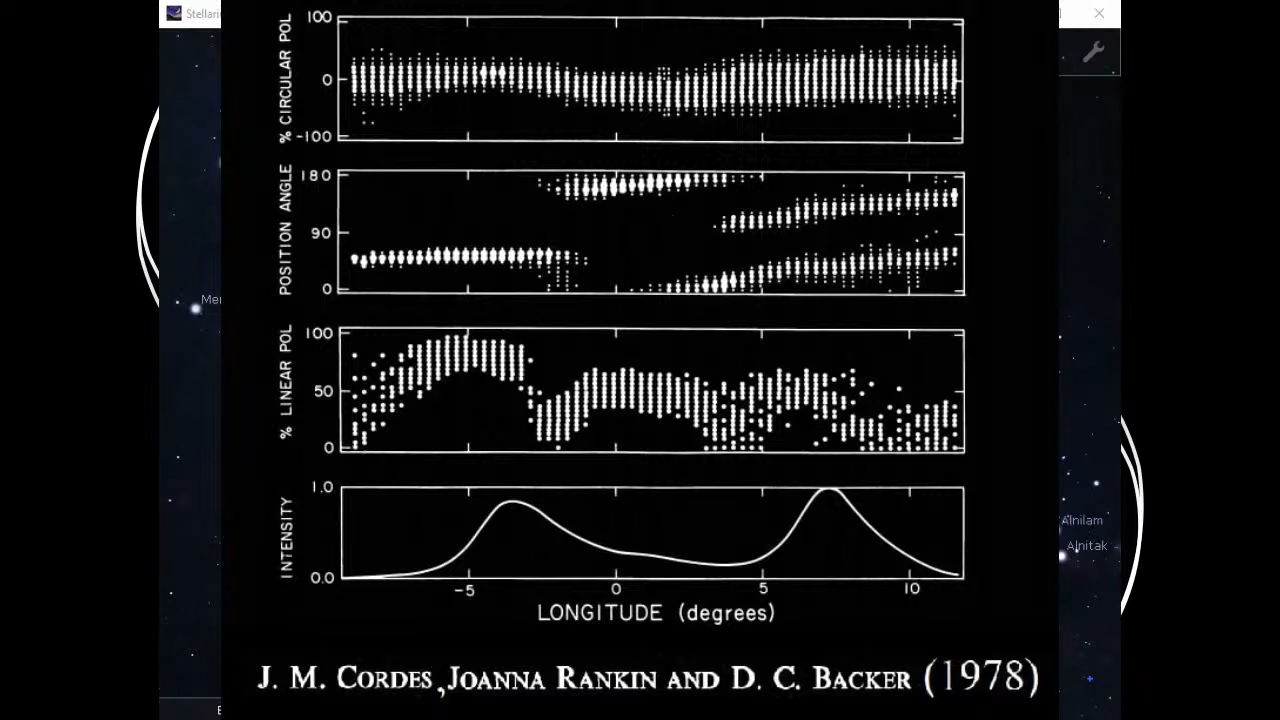 Stellari
100
0
-100
% CIRCULAR POL
180
90
0
POSITION ANGLE
Mer
100
50
0
% LINEAR POL
Alnilam
Alnitak
1.0
0.0
INTENSITY
-5 0 5 10
LONGITUDE (degrees)
J. M. CORDES, JOANNA RANKIN AND D. C. BACKER (1978)
E